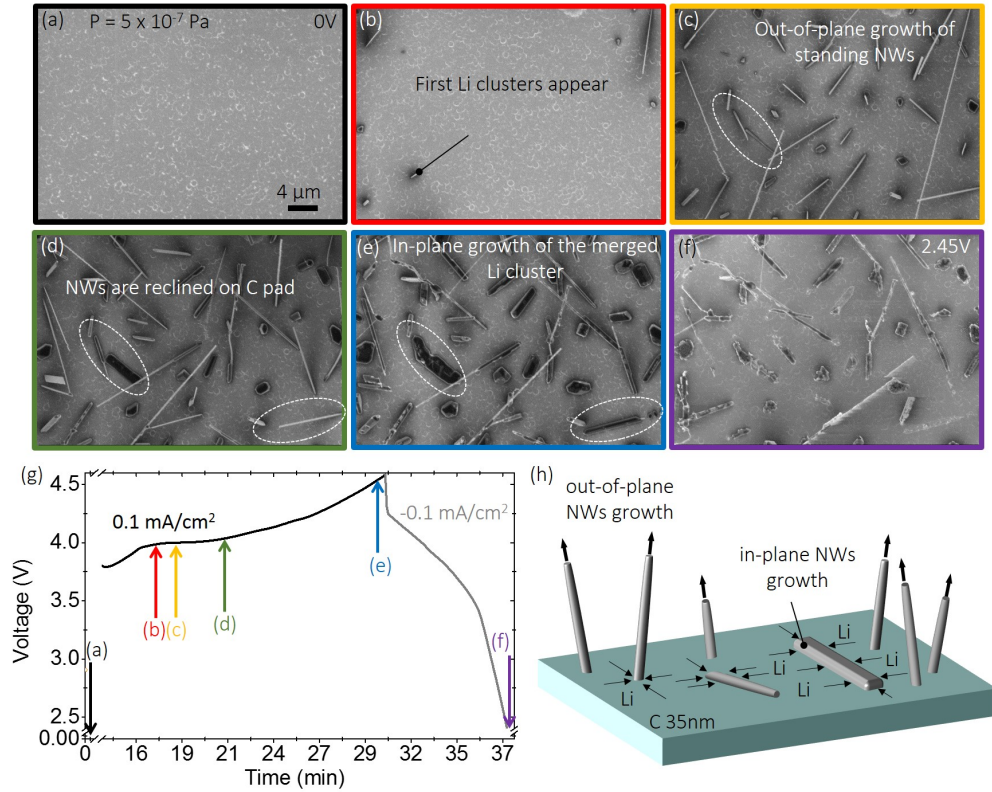 (a) P = 5 x 10⁻⁷ Pa 0V
4 µm
(b)
First Li clusters appear
(c)
Out-of-plane growth of
standing NWs
(d)
NWs are reclined on C pad
(e) In-plane growth of the merged
Li cluster
(f) 2.45V
(g)
4.5
4.0
3.5
3.0
2.5
0.00
Voltage (V)
0.1 mA/cm²
-0.1 mA/cm²
(a)
(b)
(c)
(d)
(e)
(f)
0 16 18 21 24 27 30 32 35 37
Time (min)
(h)
out-of-plane
NWs growth
in-plane NWs
growth
Li
Li
Li
Li
Li
C 35nm